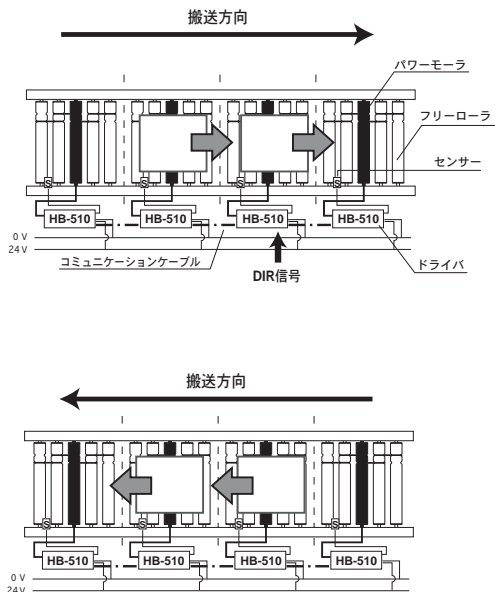 搬送方向
パワーモーラ
フリーローラ
センサー
S S S S
HB-510 HB-510 HB-510 HB-510
0 V
24 V
コミュニケーションケーブル
ドライバ
DIR信号
搬送方向
S S S S
HB-510 HB-510 HB-510 HB-510
0 V
24 V